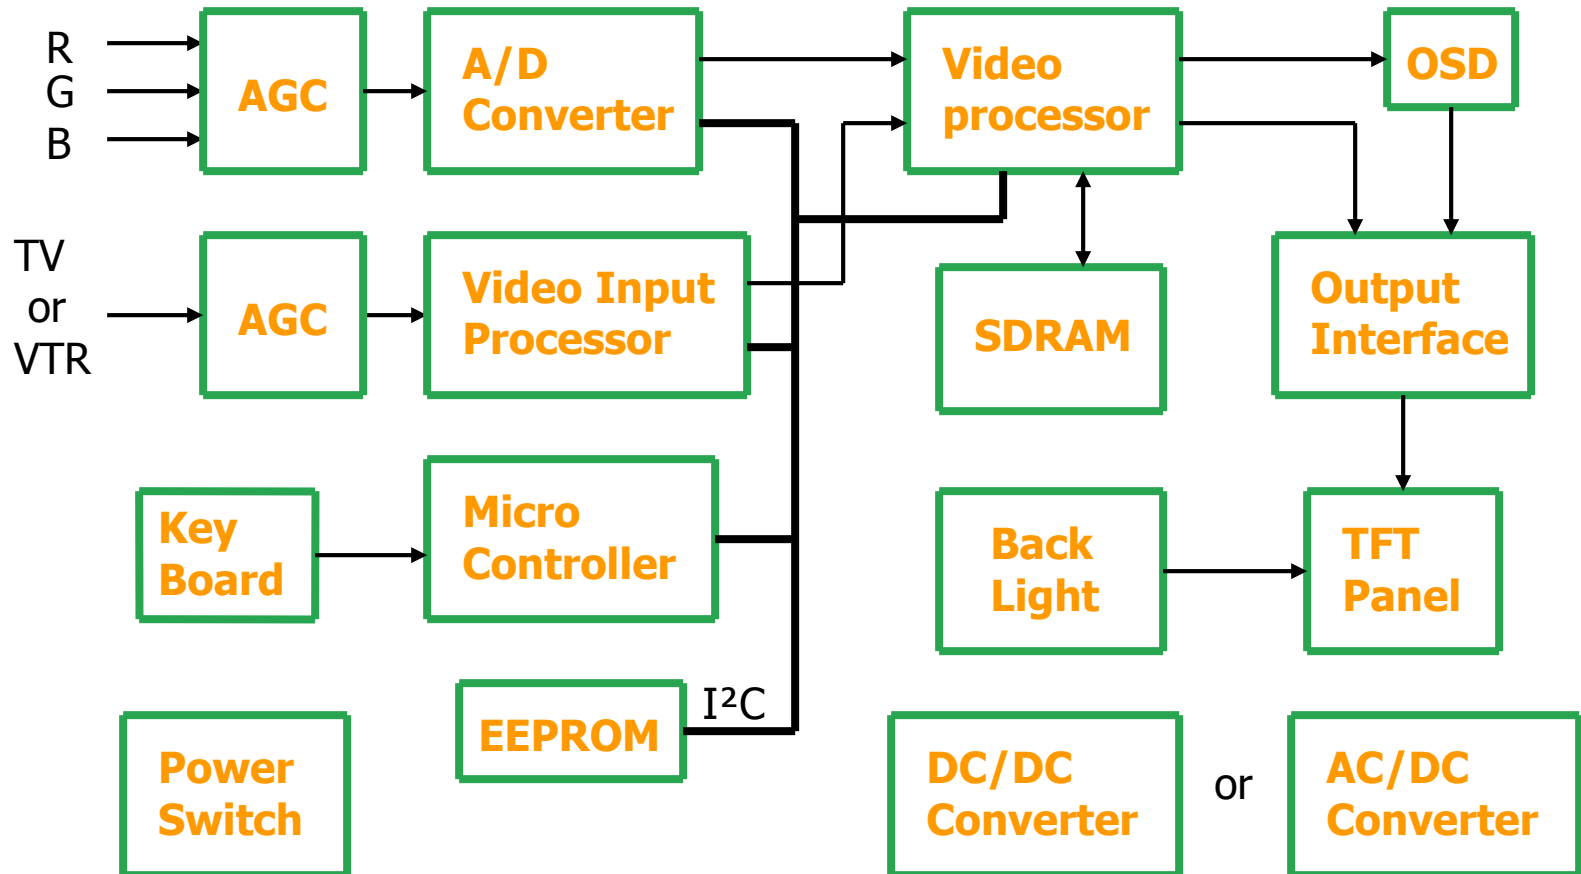 R
G
B
AGC
A/D
Converter
Video
processor
OSD
TV
or
VTR
AGC
Video Input
Processor
SDRAM
Output
Interface
Key
Board
Micro
Controller
Back
Light
TFT
Panel
EEPROM
I²C
Power
Switch
DC/DC
Converter
or
AC/DC
Converter